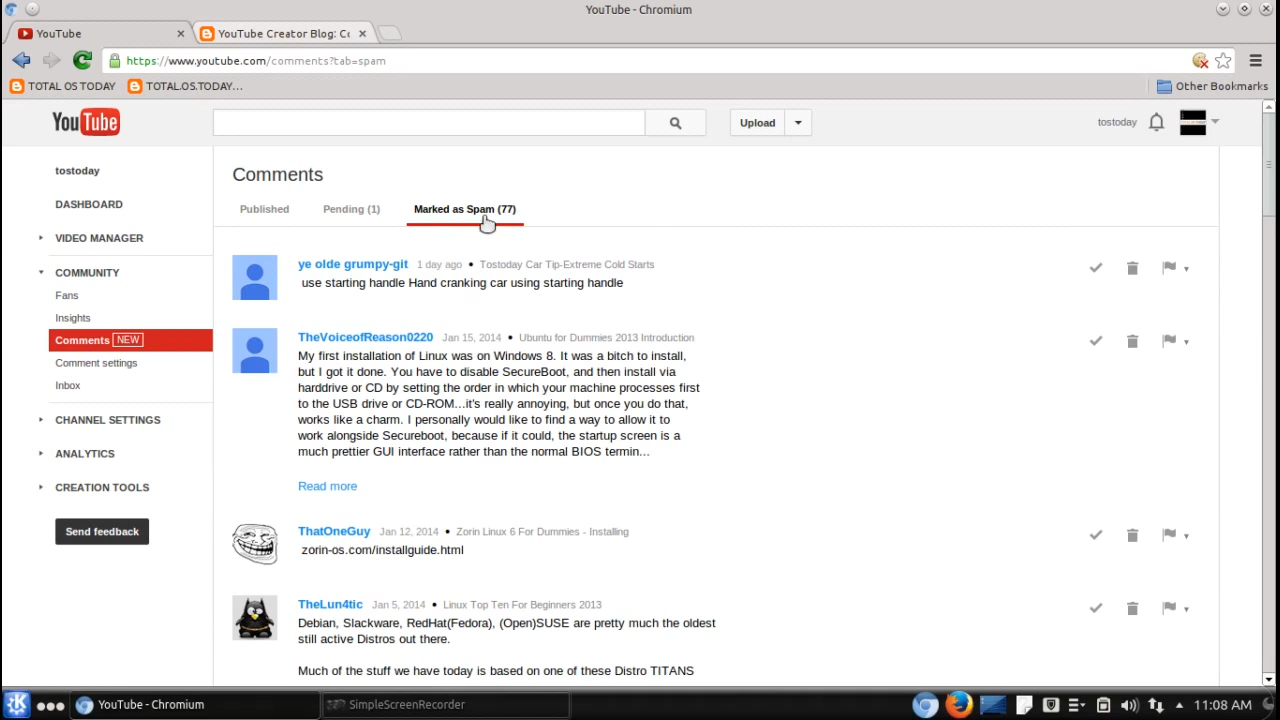 YouTube - Chromium
YouTube
YouTube Creator Blog: Co
https://www.youtube.com/comments?tab=spam
TOTAL OS TODAY
TOTAL.OS.TODAY...
Other Bookmarks
YouTube
Upload
tostoday
tostoday
DASHBOARD
VIDEO MANAGER
COMMUNITY
Fans
Insights
Comments NEW
Comment settings
Inbox
CHANNEL SETTINGS
ANALYTICS
CREATION TOOLS
Send feedback
Comments
Published
Pending (1)
Marked as Spam (77)
ye olde grumpy-git 1 day ago • Tostoday Car Tip-Extreme Cold Starts
use starting handle Hand cranking car using starting handle
TheVoiceofReason0220 Jan 15, 2014 • Ubuntu for Dummies 2013 Introduction
My first installation of Linux was on Windows 8. It was a bitch to install,
but I got it done. You have to disable SecureBoot, and then install via
harddrive or CD by setting the order in which your machine processes first
to the USB drive or CD-ROM...it's really annoying, but once you do that,
works like a charm. I personally would like to find a way to allow it to
work alongside Secureboot, because if it could, the startup screen is a
much prettier GUI interface rather than the normal BIOS termin...
Read more
ThatOneGuy Jan 12, 2014 • Zorin Linux 6 For Dummies - Installing
zorin-os.com/installguide.html
TheLun4tic Jan 5, 2014 • Linux Top Ten For Beginners 2013
Debian, Slackware, RedHat(Fedora), (Open)SUSE are pretty much the oldest
still active Distros out there.
Much of the stuff we have today is based on one of these Distro TITANS
YouTube - Chromium
SimpleScreenRecorder
11:08 AM